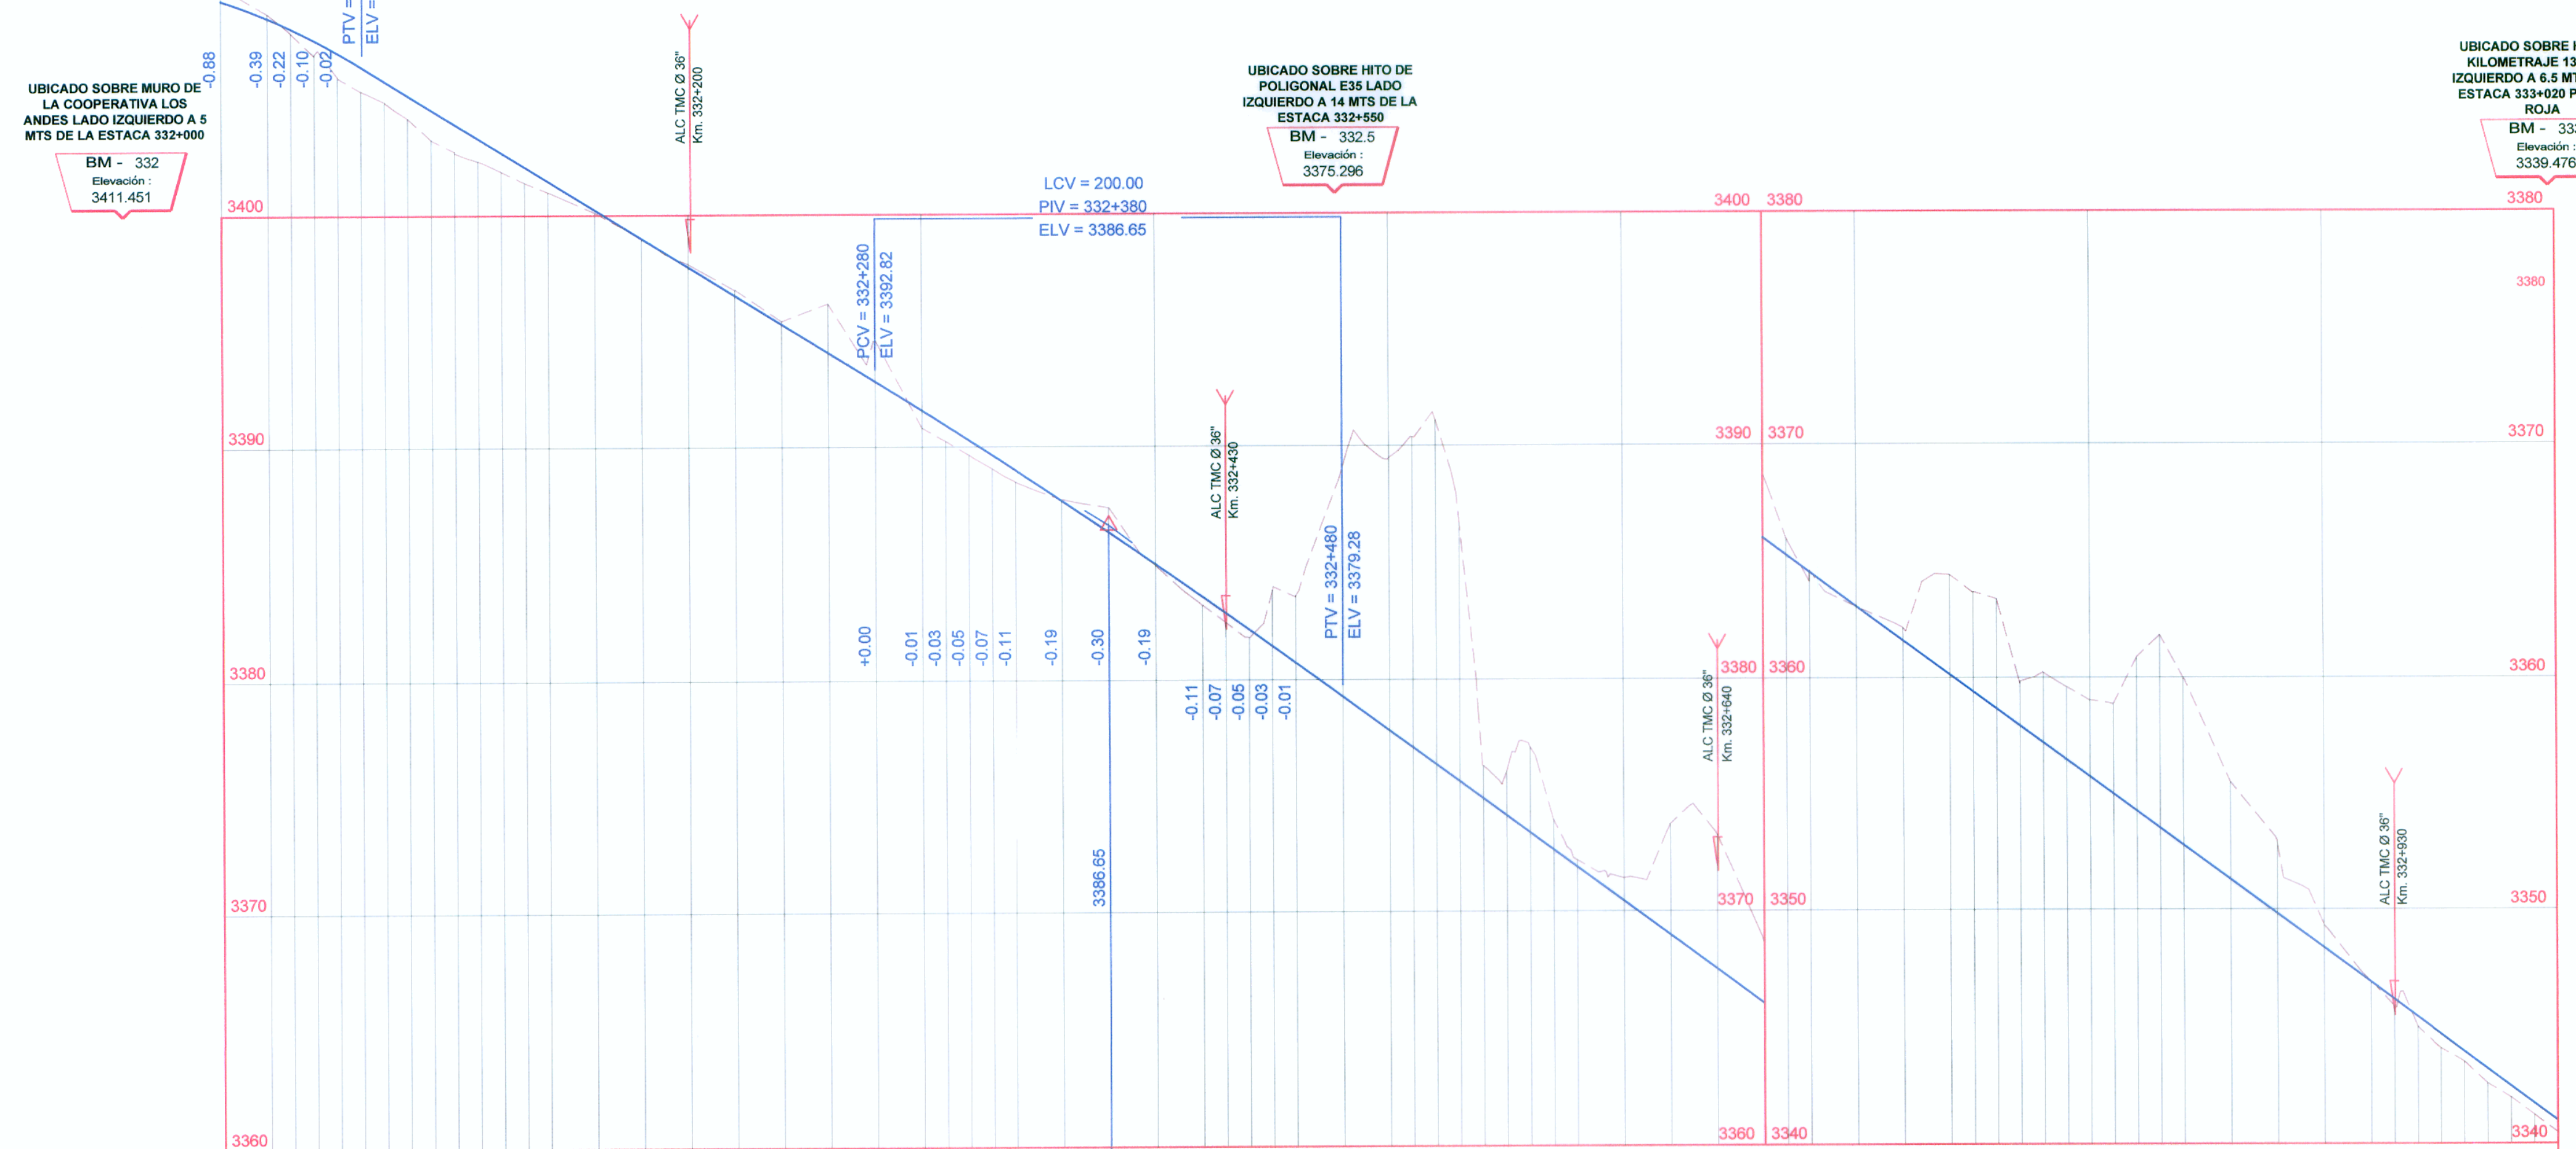 PTV =
ELV =
-0.88
-0.39
-0.22
-0.10
-0.02
UBICADO SOBRE MURO DE
LA COOPERATIVA LOS
ANDES LADO IZQUIERDO A 5
MTS DE LA ESTACA 332+000
BM - 332
Elevación :
3411.451
ALC TMC Ø 36"
Km. 332+200
UBICADO SOBRE HITO DE
POLIGONAL E35 LADO
IZQUIERDO A 14 MTS DE LA
ESTACA 332+550
BM - 332.5
Elevación :
3375.296
UBICADO SOBRE
KILOMETRAJE 13
IZQUIERDO A 6.5
ESTACA 333+020
ROJA
BM - 33
Elevación :
3339.476
LCV = 200.00
PIV = 332+380
ELV = 3386.65
PCV = 332+280
ELV = 3392.82
3400
3400
3380
3380
3380
3390
3390
3370
3370
ALC TMC Ø 36"
Km. 332+430
PTV = 332+480
ELV = 3379.28
+0.00
-0.01
-0.03
-0.05
-0.07
-0.11
-0.19
-0.30
-0.19
-0.11
-0.07
-0.05
-0.03
-0.01
3380
3380
3360
3360
ALC TMC Ø 36"
Km. 332+640
3386.65
ALC TMC Ø 36"
Km. 332+930
3370
3370
3350
3350
3360
3360
3340
3340